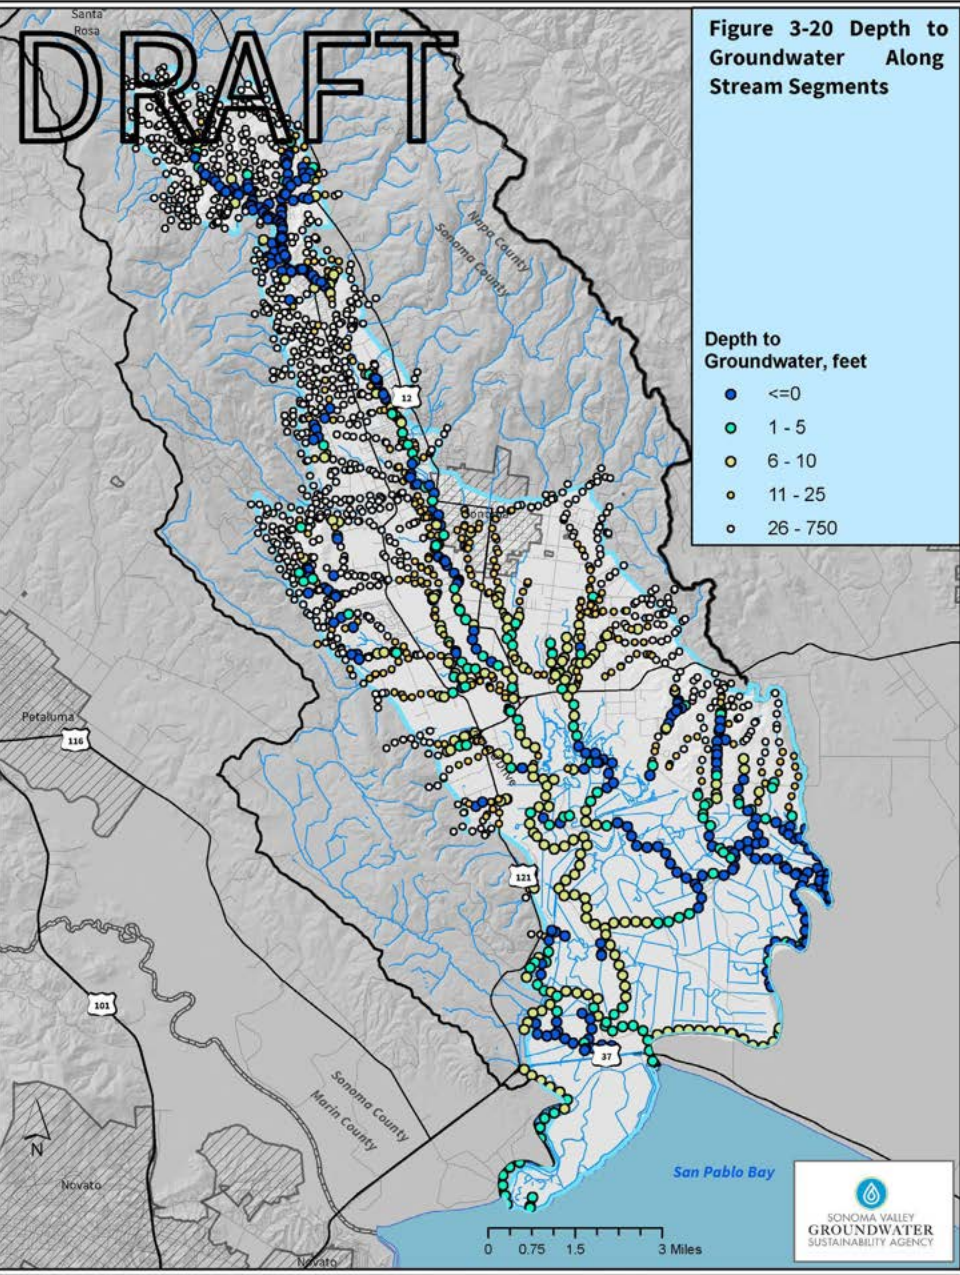 Santa
Rosa
DRAFT
Figure 3-20 Depth to
Groundwater Along
Stream Segments
Napa County
Sonoma County
Depth to
Groundwater, feet
<=0
1 - 5
6 - 10
11 - 25
26 - 750
12
Petaluma
116
121
101
37
Sonoma County
Marin County
N
Novato
San Pablo Bay
0 0.75 1.5 3 Miles
Novato
SONOMA VALLEY
GROUNDWATER
SUSTAINABILITY AGENCY